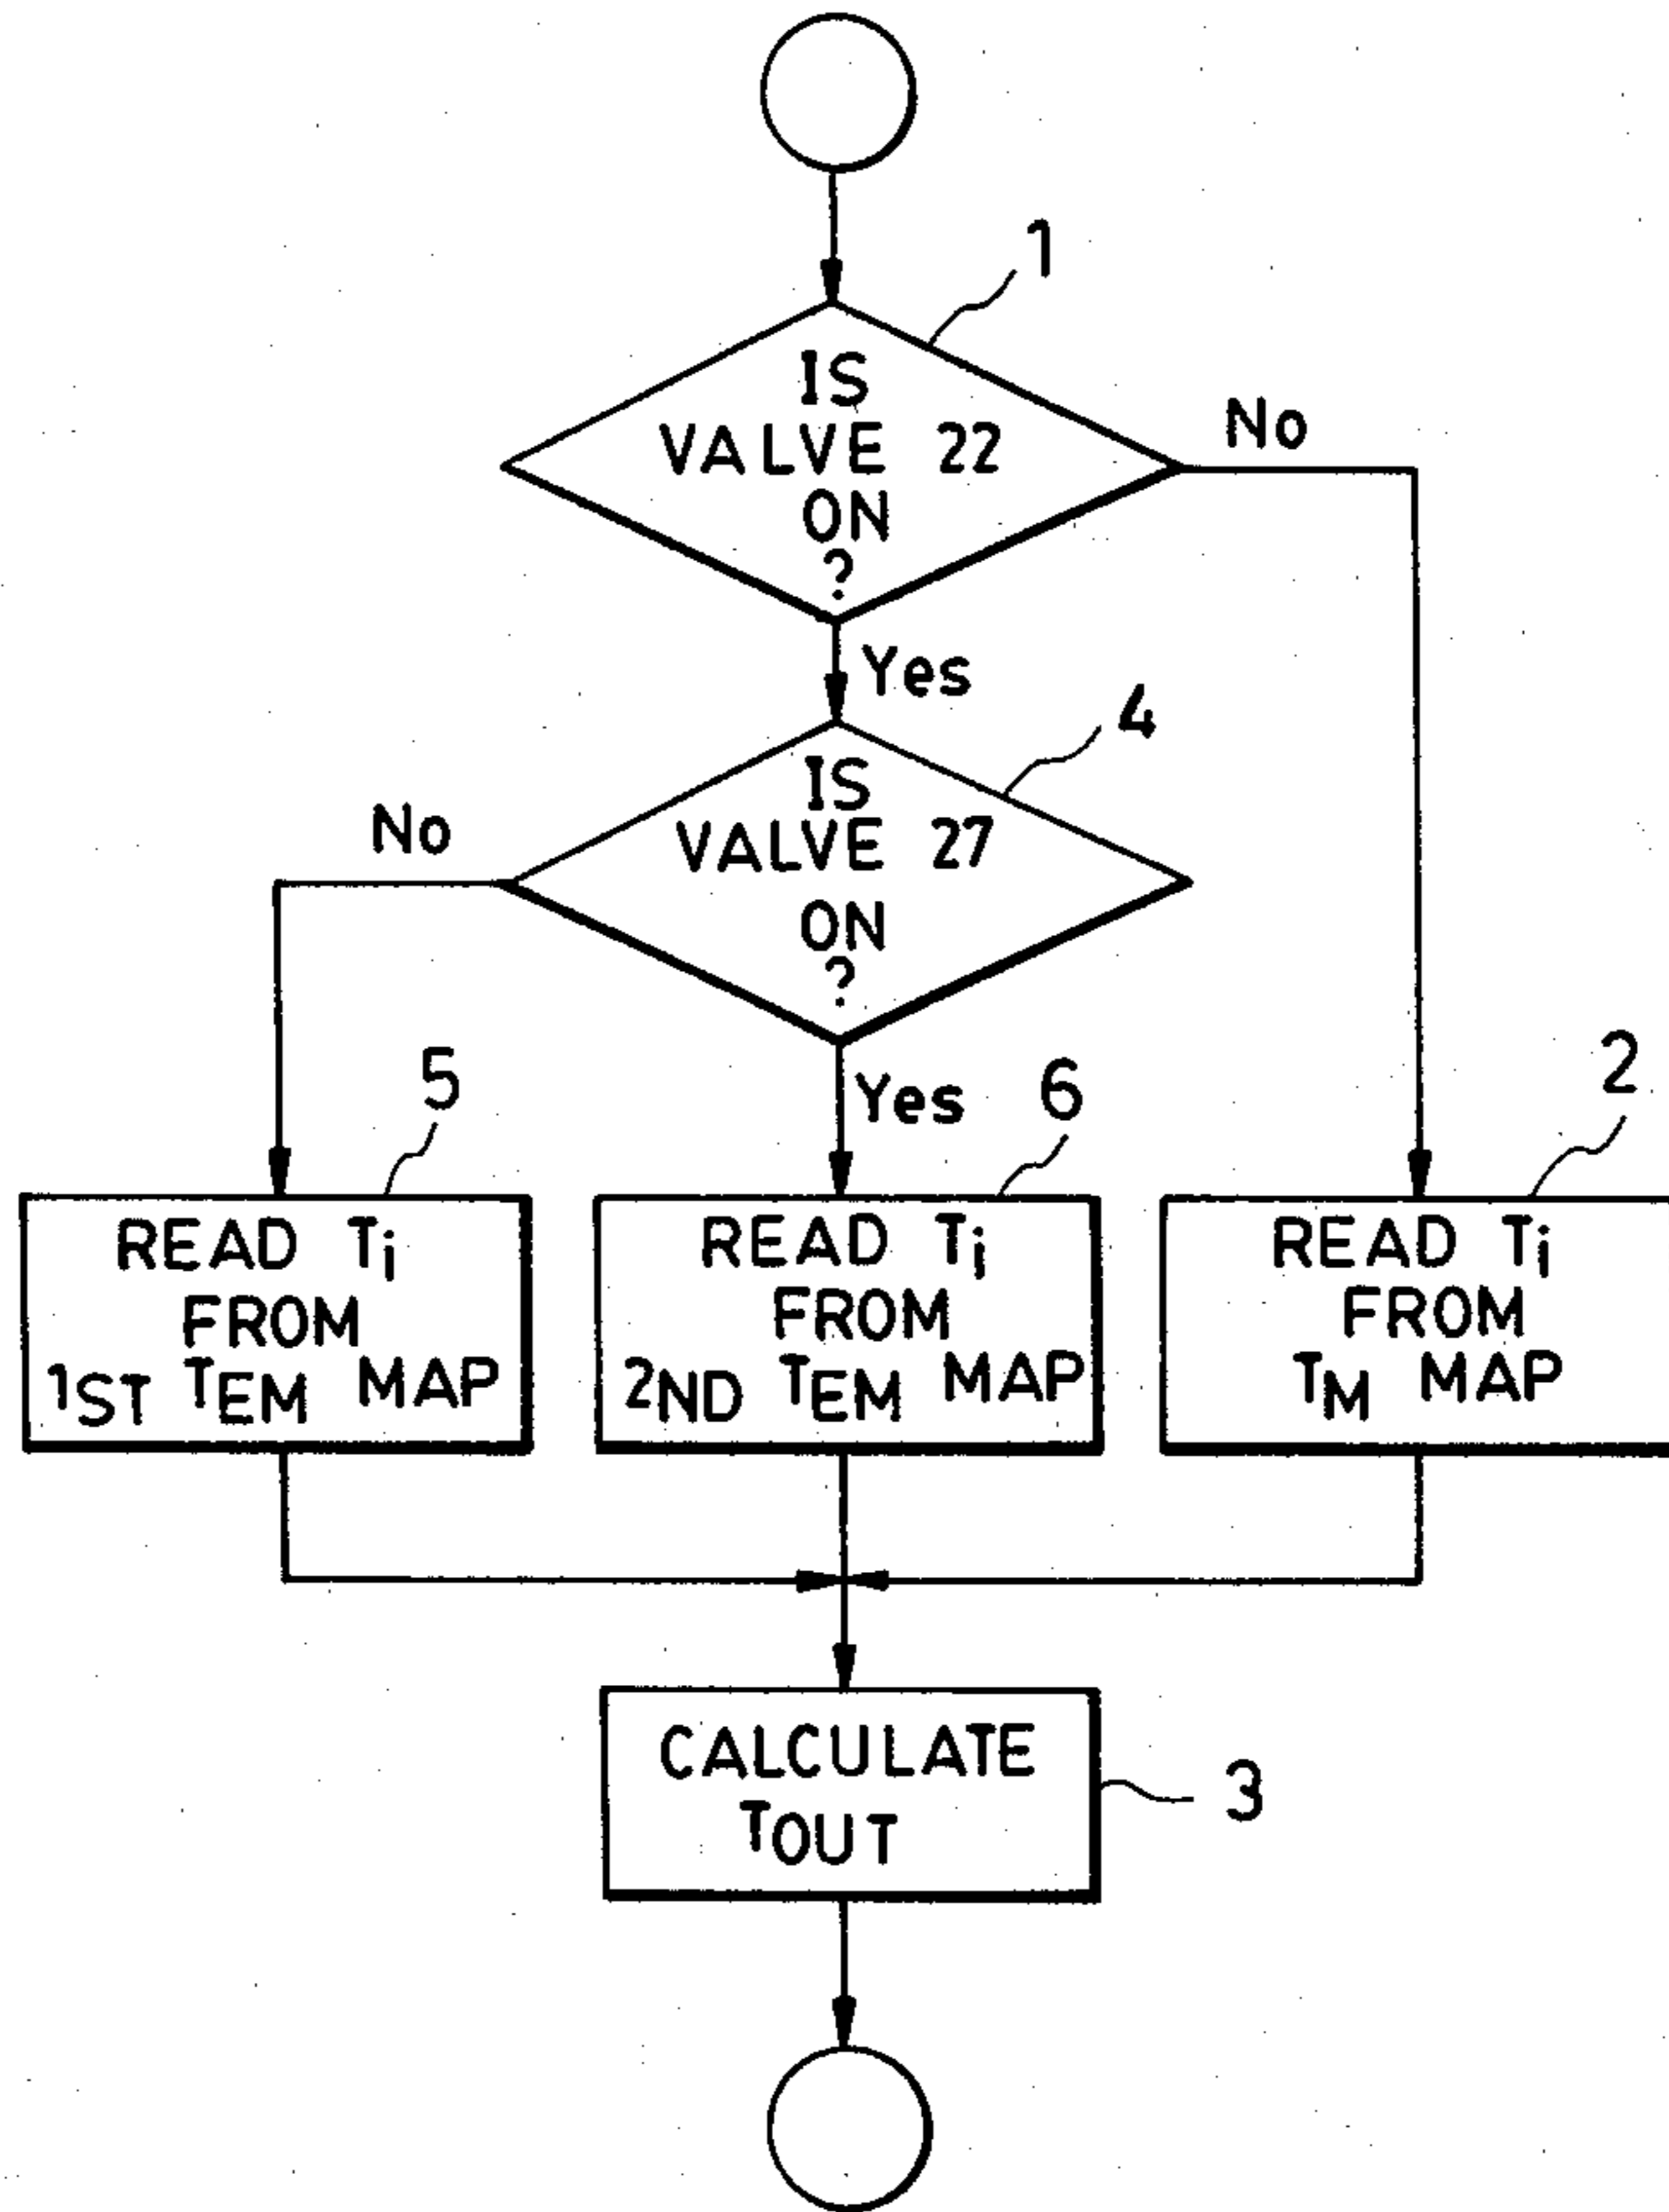 1
IS
VALVE 22
ON
?
No
Yes
4
IS
VALVE 27
ON
?
No
Yes
5
6
2
READ Ti
FROM
1ST TEM MAP
READ Ti
FROM
2ND TEM MAP
READ Ti
FROM
TM MAP
CALCULATE
TOUT
3